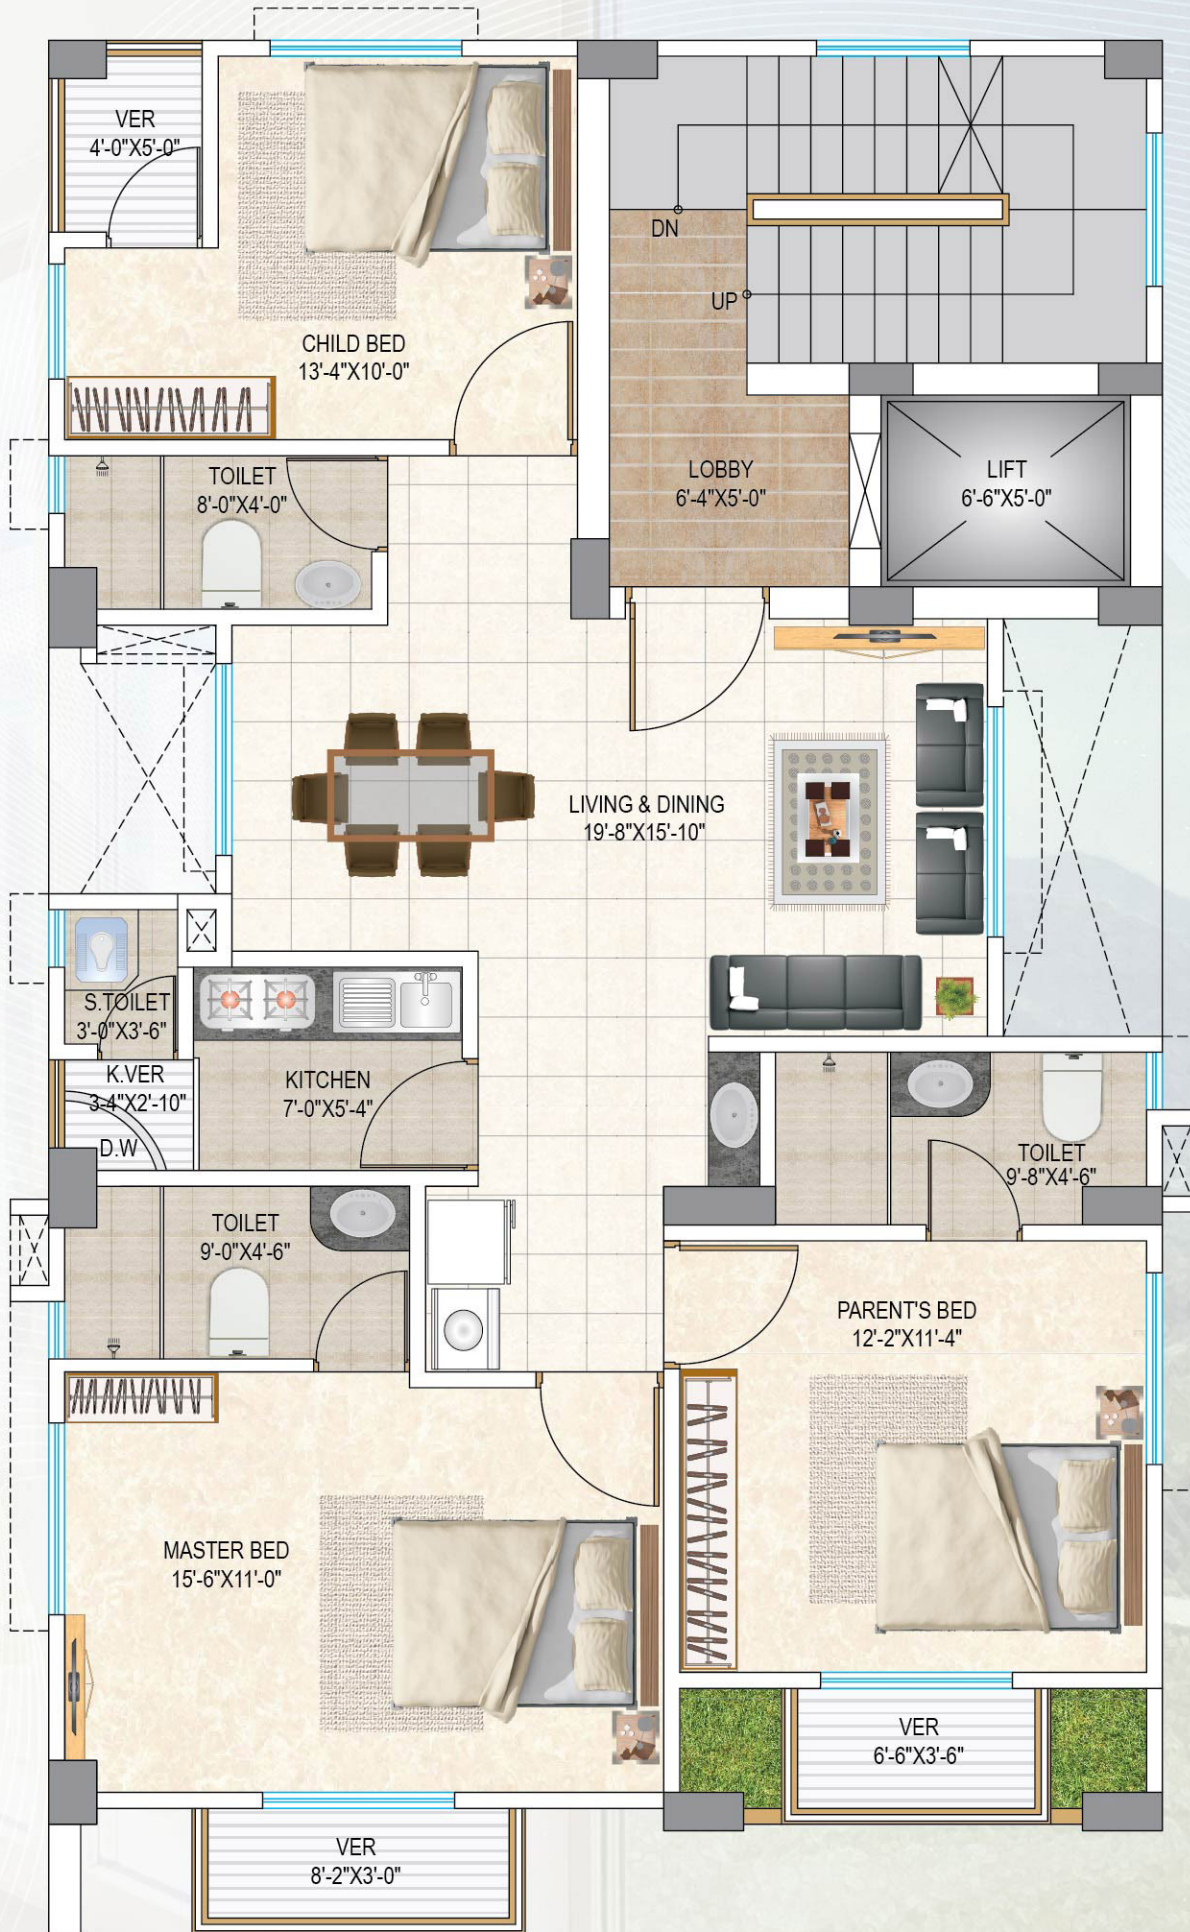 VER
4'-0"X5'-0"
DN
UP
CHILD BED
13'-4"X10'-0"
TOILET
8'-0"X4'-0"
LOBBY
6'-4"X5'-0"
LIFT
6'-6"X5'-0"
LIVING & DINING
19'-8"X15'-10"
S.TOILET
3'-0"X3'-6"
K.VER
3-4"X2'-10"
D.W
KITCHEN
7'-0"X5'-4"
TOILET
9'-8"X4'-6"
TOILET
9'-0"X4'-6"
PARENT'S BED
12'-2"X11'-4"
MASTER BED
15'-6"X11'-0"
VER
6'-6"X3'-6"
VER
8'-2"X3'-0"